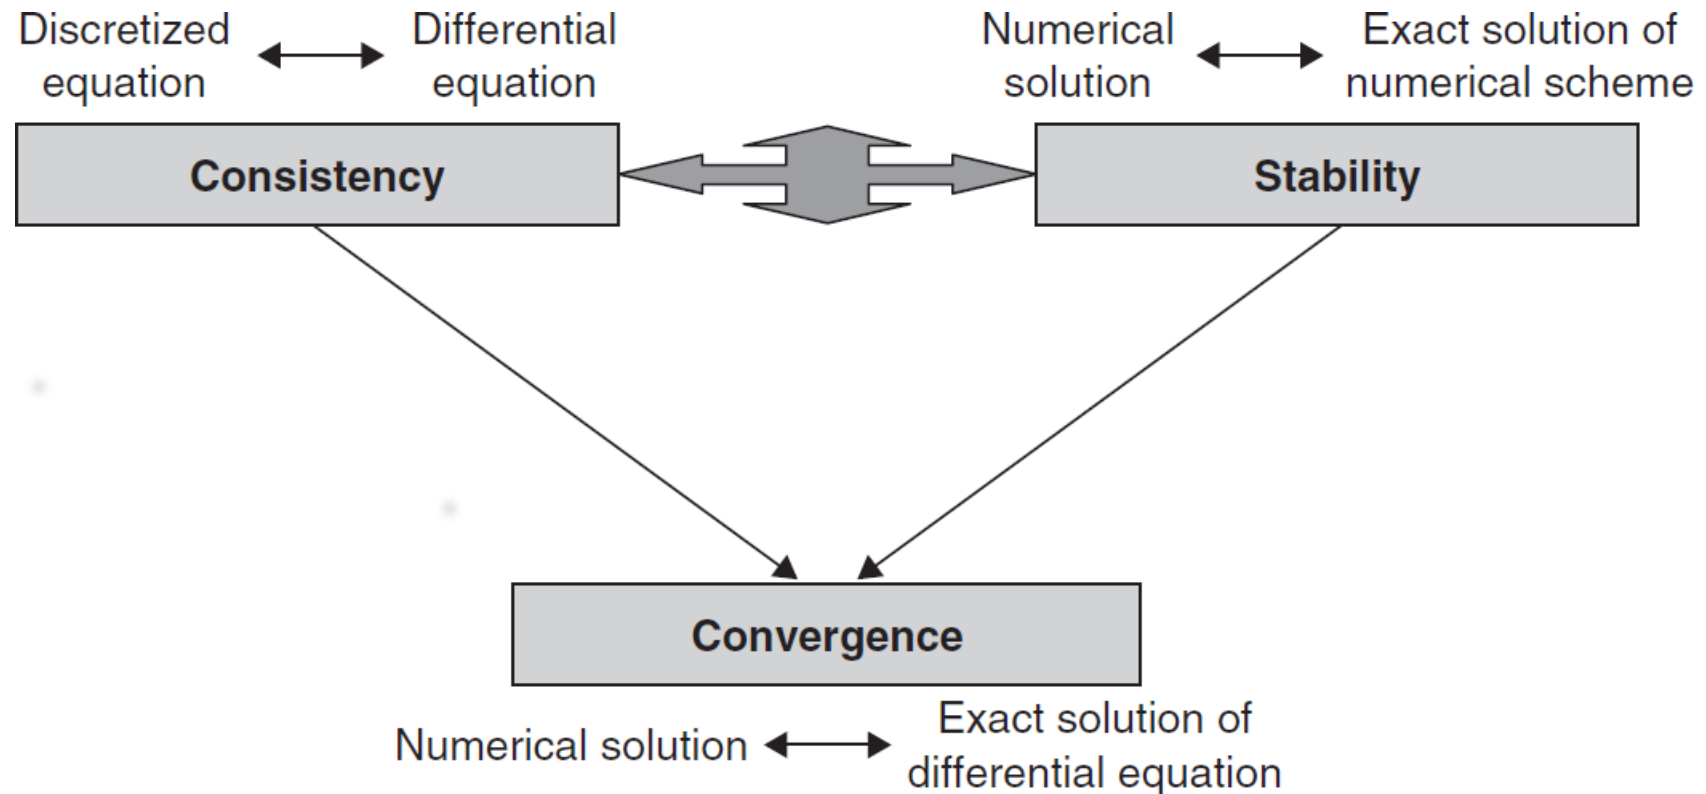 Discretized
equation
Differential
equation
Numerical
solution
Exact solution of
numerical scheme
Consistency
Stability
Convergence
Numerical solution
Exact solution of
differential equation